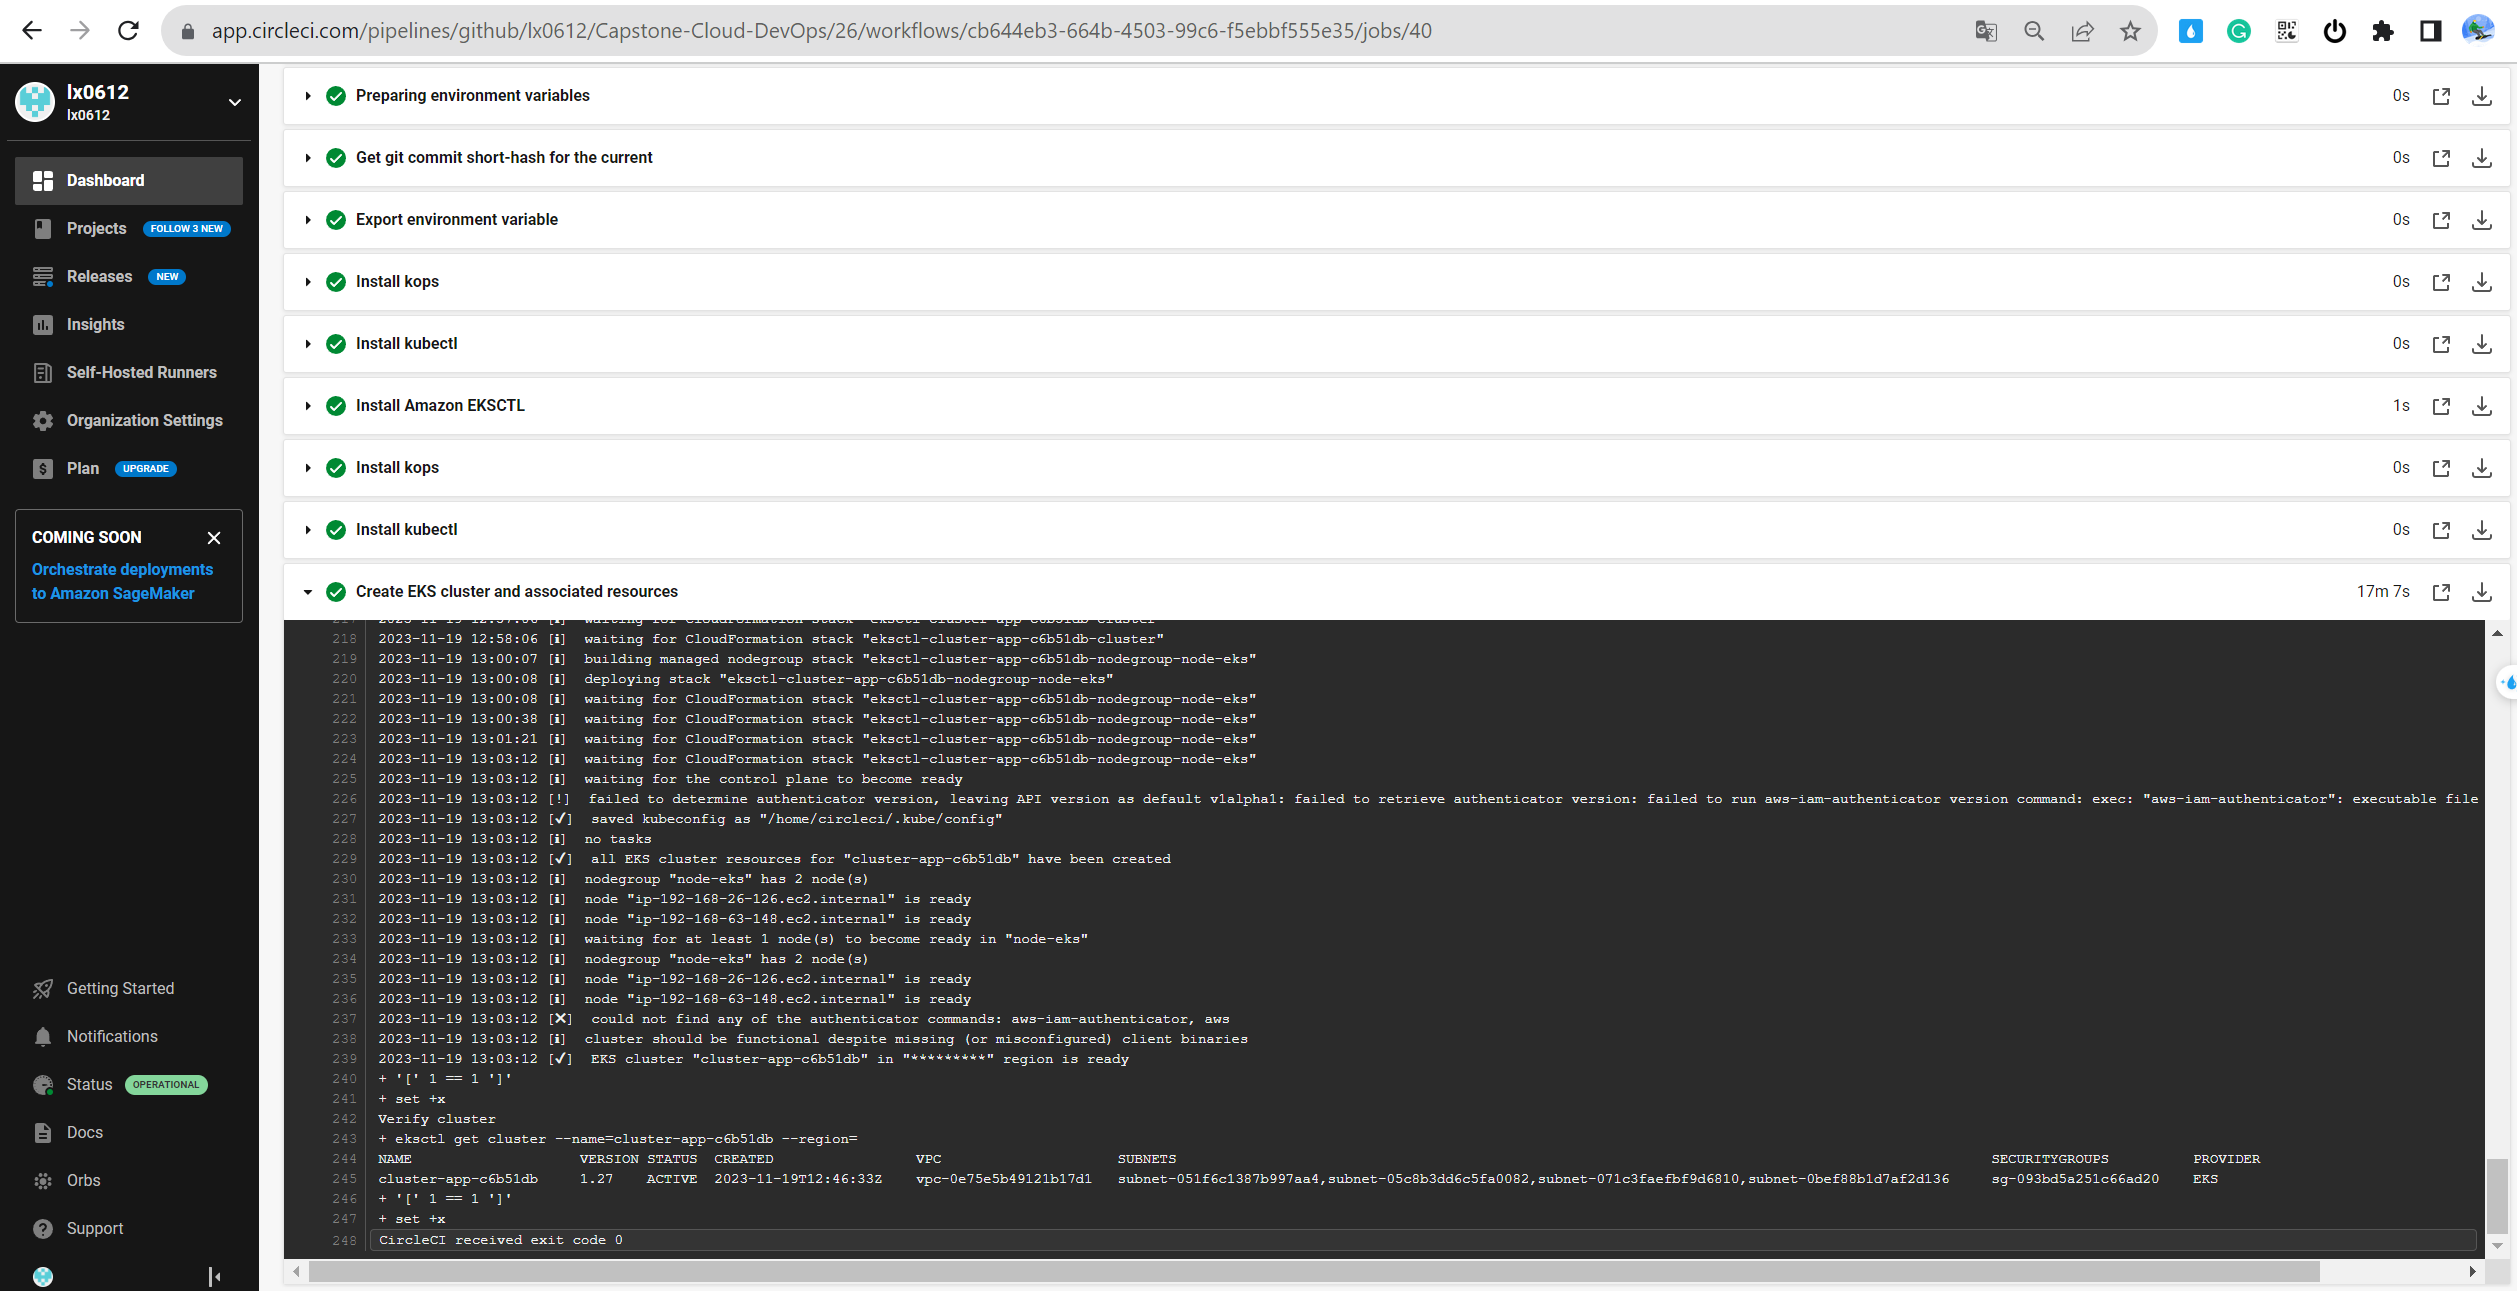 app.circleci.com/pipelines/github/lx0612/Capstone-Cloud-DevOps/26/workflows/cb644eb3-664b-4503-99c6-f5ebbf555e35/jobs/40
lx0612
lx0612
Dashboard
Projects FOLLOW 3 NEW
Releases NEW
Insights
Self-Hosted Runners
Organization Settings
Plan UPGRADE
COMING SOON
Orchestrate deployments
to Amazon SageMaker
Getting Started
Notifications
Status OPERATIONAL
Docs
Orbs
Support
Preparing environment variables 0s
Get git commit short-hash for the current 0s
Export environment variable 0s
Install kops 0s
Install kubectl 0s
Install Amazon EKSCTL 1s
Install kops 0s
Install kubectl 0s
Create EKS cluster and associated resources 17m 7s
217 2023-11-19 12:57:06 [ℹ] waiting for CloudFormation stack "eksctl-cluster-app-c6b51db-cluster"
218 2023-11-19 12:58:06 [ℹ] waiting for CloudFormation stack "eksctl-cluster-app-c6b51db-cluster"
219 2023-11-19 13:00:07 [ℹ] building managed nodegroup stack "eksctl-cluster-app-c6b51db-nodegroup-node-eks"
220 2023-11-19 13:00:08 [ℹ] deploying stack "eksctl-cluster-app-c6b51db-nodegroup-node-eks"
221 2023-11-19 13:00:08 [ℹ] waiting for CloudFormation stack "eksctl-cluster-app-c6b51db-nodegroup-node-eks"
222 2023-11-19 13:00:38 [ℹ] waiting for CloudFormation stack "eksctl-cluster-app-c6b51db-nodegroup-node-eks"
223 2023-11-19 13:01:21 [ℹ] waiting for CloudFormation stack "eksctl-cluster-app-c6b51db-nodegroup-node-eks"
224 2023-11-19 13:03:12 [ℹ] waiting for CloudFormation stack "eksctl-cluster-app-c6b51db-nodegroup-node-eks"
225 2023-11-19 13:03:12 [ℹ] waiting for the control plane to become ready
226 2023-11-19 13:03:12 [!] failed to determine authenticator version, leaving API version as default v1alpha1: failed to retrieve authenticator version: failed to run aws-iam-authenticator version command: exec: "aws-iam-authenticator": executable file
227 2023-11-19 13:03:12 [✓] saved kubeconfig as "/home/circleci/.kube/config"
228 2023-11-19 13:03:12 [ℹ] no tasks
229 2023-11-19 13:03:12 [✓] all EKS cluster resources for "cluster-app-c6b51db" have been created
230 2023-11-19 13:03:12 [ℹ] nodegroup "node-eks" has 2 node(s)
231 2023-11-19 13:03:12 [ℹ] node "ip-192-168-26-126.ec2.internal" is ready
232 2023-11-19 13:03:12 [ℹ] node "ip-192-168-63-148.ec2.internal" is ready
233 2023-11-19 13:03:12 [ℹ] waiting for at least 1 node(s) to become ready in "node-eks"
234 2023-11-19 13:03:12 [ℹ] nodegroup "node-eks" has 2 node(s)
235 2023-11-19 13:03:12 [ℹ] node "ip-192-168-26-126.ec2.internal" is ready
236 2023-11-19 13:03:12 [ℹ] node "ip-192-168-63-148.ec2.internal" is ready
237 2023-11-19 13:03:12 [✖] could not find any of the authenticator commands: aws-iam-authenticator, aws
238 2023-11-19 13:03:12 [ℹ] cluster should be functional despite missing (or misconfigured) client binaries
239 2023-11-19 13:03:12 [✓] EKS cluster "cluster-app-c6b51db" in "*********" region is ready
240 + '[' 1 == 1 ']'
241 + set +x
242 Verify cluster
243 + eksctl get cluster --name=cluster-app-c6b51db --region=
244 NAME VERSION STATUS CREATED VPC SUBNETS SECURITYGROUPS PROVIDER
245 cluster-app-c6b51db 1.27 ACTIVE 2023-11-19T12:46:33Z vpc-0e75e5b49121b17d1 subnet-051f6c1387b997aa4,subnet-05c8b3dd6c5fa0082,subnet-071c3faefbf9d6810,subnet-0bef88b1d7af2d136 sg-093bd5a251c66ad20 EKS
246 + '[' 1 == 1 ']'
247 + set +x
248 CircleCI received exit code 0